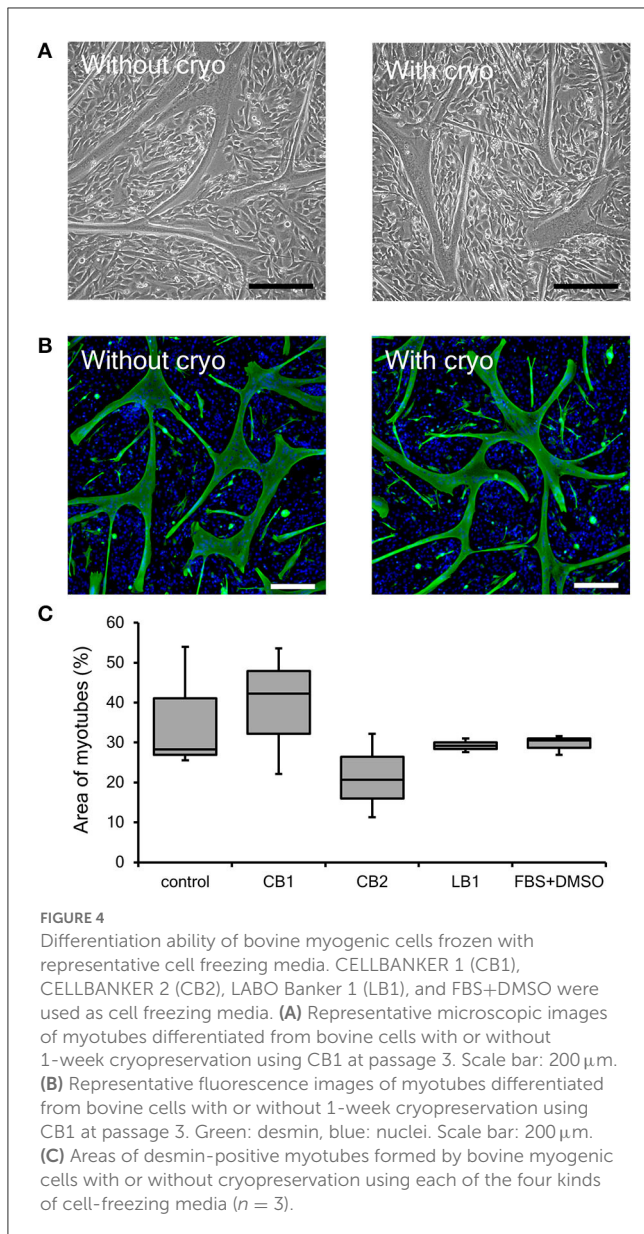 A
Without cryo
With cryo
B
Without cryo
With cryo
C
Area of myotubes (%)
60
50
40
30
20
10
0
control CB1 CB2 LB1 FBS+DMSO
FIGURE 4
Differentiation ability of bovine myogenic cells frozen with
representative cell freezing media. CELLBANKER 1 (CB1),
CELLBANKER 2 (CB2), LABO Banker 1 (LB1), and FBS+DMSO were
used as cell freezing media. (A) Representative microscopic images
of myotubes differentiated from bovine cells with or without
1-week cryopreservation using CB1 at passage 3. Scale bar: 200 μm.
(B) Representative fluorescence images of myotubes differentiated
from bovine cells with or without 1-week cryopreservation using
CB1 at passage 3. Green: desmin, blue: nuclei. Scale bar: 200 μm.
(C) Areas of desmin-positive myotubes formed by bovine myogenic
cells with or without cryopreservation using each of the four kinds
of cell-freezing media (n = 3).